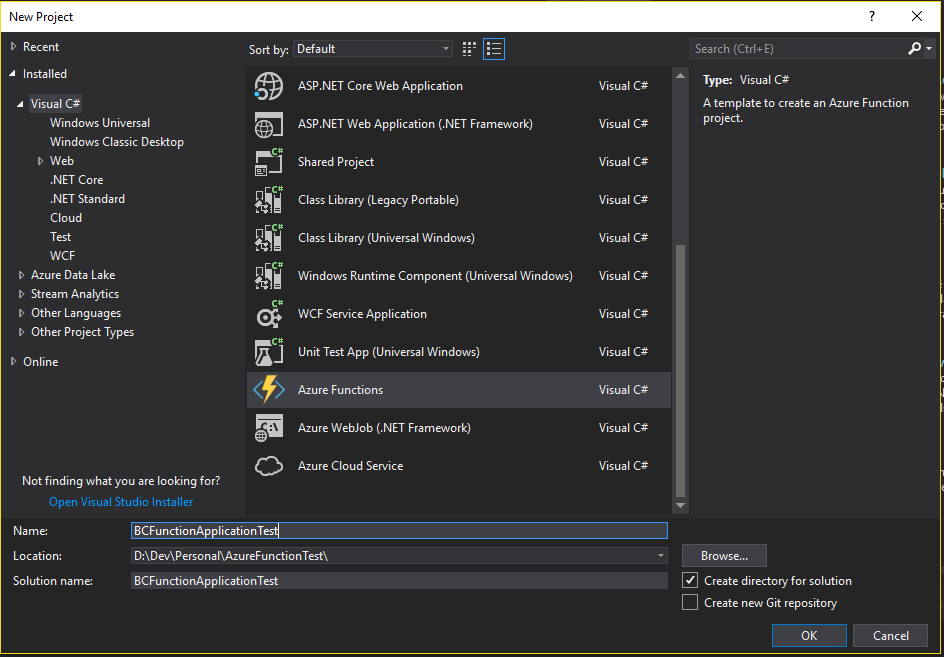 New Project
?
Recent
Installed
Visual C#
Windows Universal
Windows Classic Desktop
Web
.NET Core
.NET Standard
Cloud
Test
WCF
Azure Data Lake
Stream Analytics
Other Languages
Other Project Types
Online
Not finding what you are looking for?
Open Visual Studio Installer
Sort by: Default
ASP.NET Core Web Application Visual C#
ASP.NET Web Application (.NET Framework) Visual C#
C# Shared Project Visual C#
C# Class Library (Legacy Portable) Visual C#
C# Class Library (Universal Windows) Visual C#
C# Windows Runtime Component (Universal Windows) Visual C#
C# WCF Service Application Visual C#
C# Unit Test App (Universal Windows) Visual C#
Azure Functions Visual C#
C:\ Azure WebJob (.NET Framework) Visual C#
Azure Cloud Service Visual C#
Search (Ctrl+E)
Type: Visual C#
A template to create an Azure Function
project.
Name: BCFunctionApplicationTest
Location: D:\Dev\Personal\AzureFunctionTest\
Browse...
Solution name: BCFunctionApplicationTest
Create directory for solution
Create new Git repository
OK Cancel